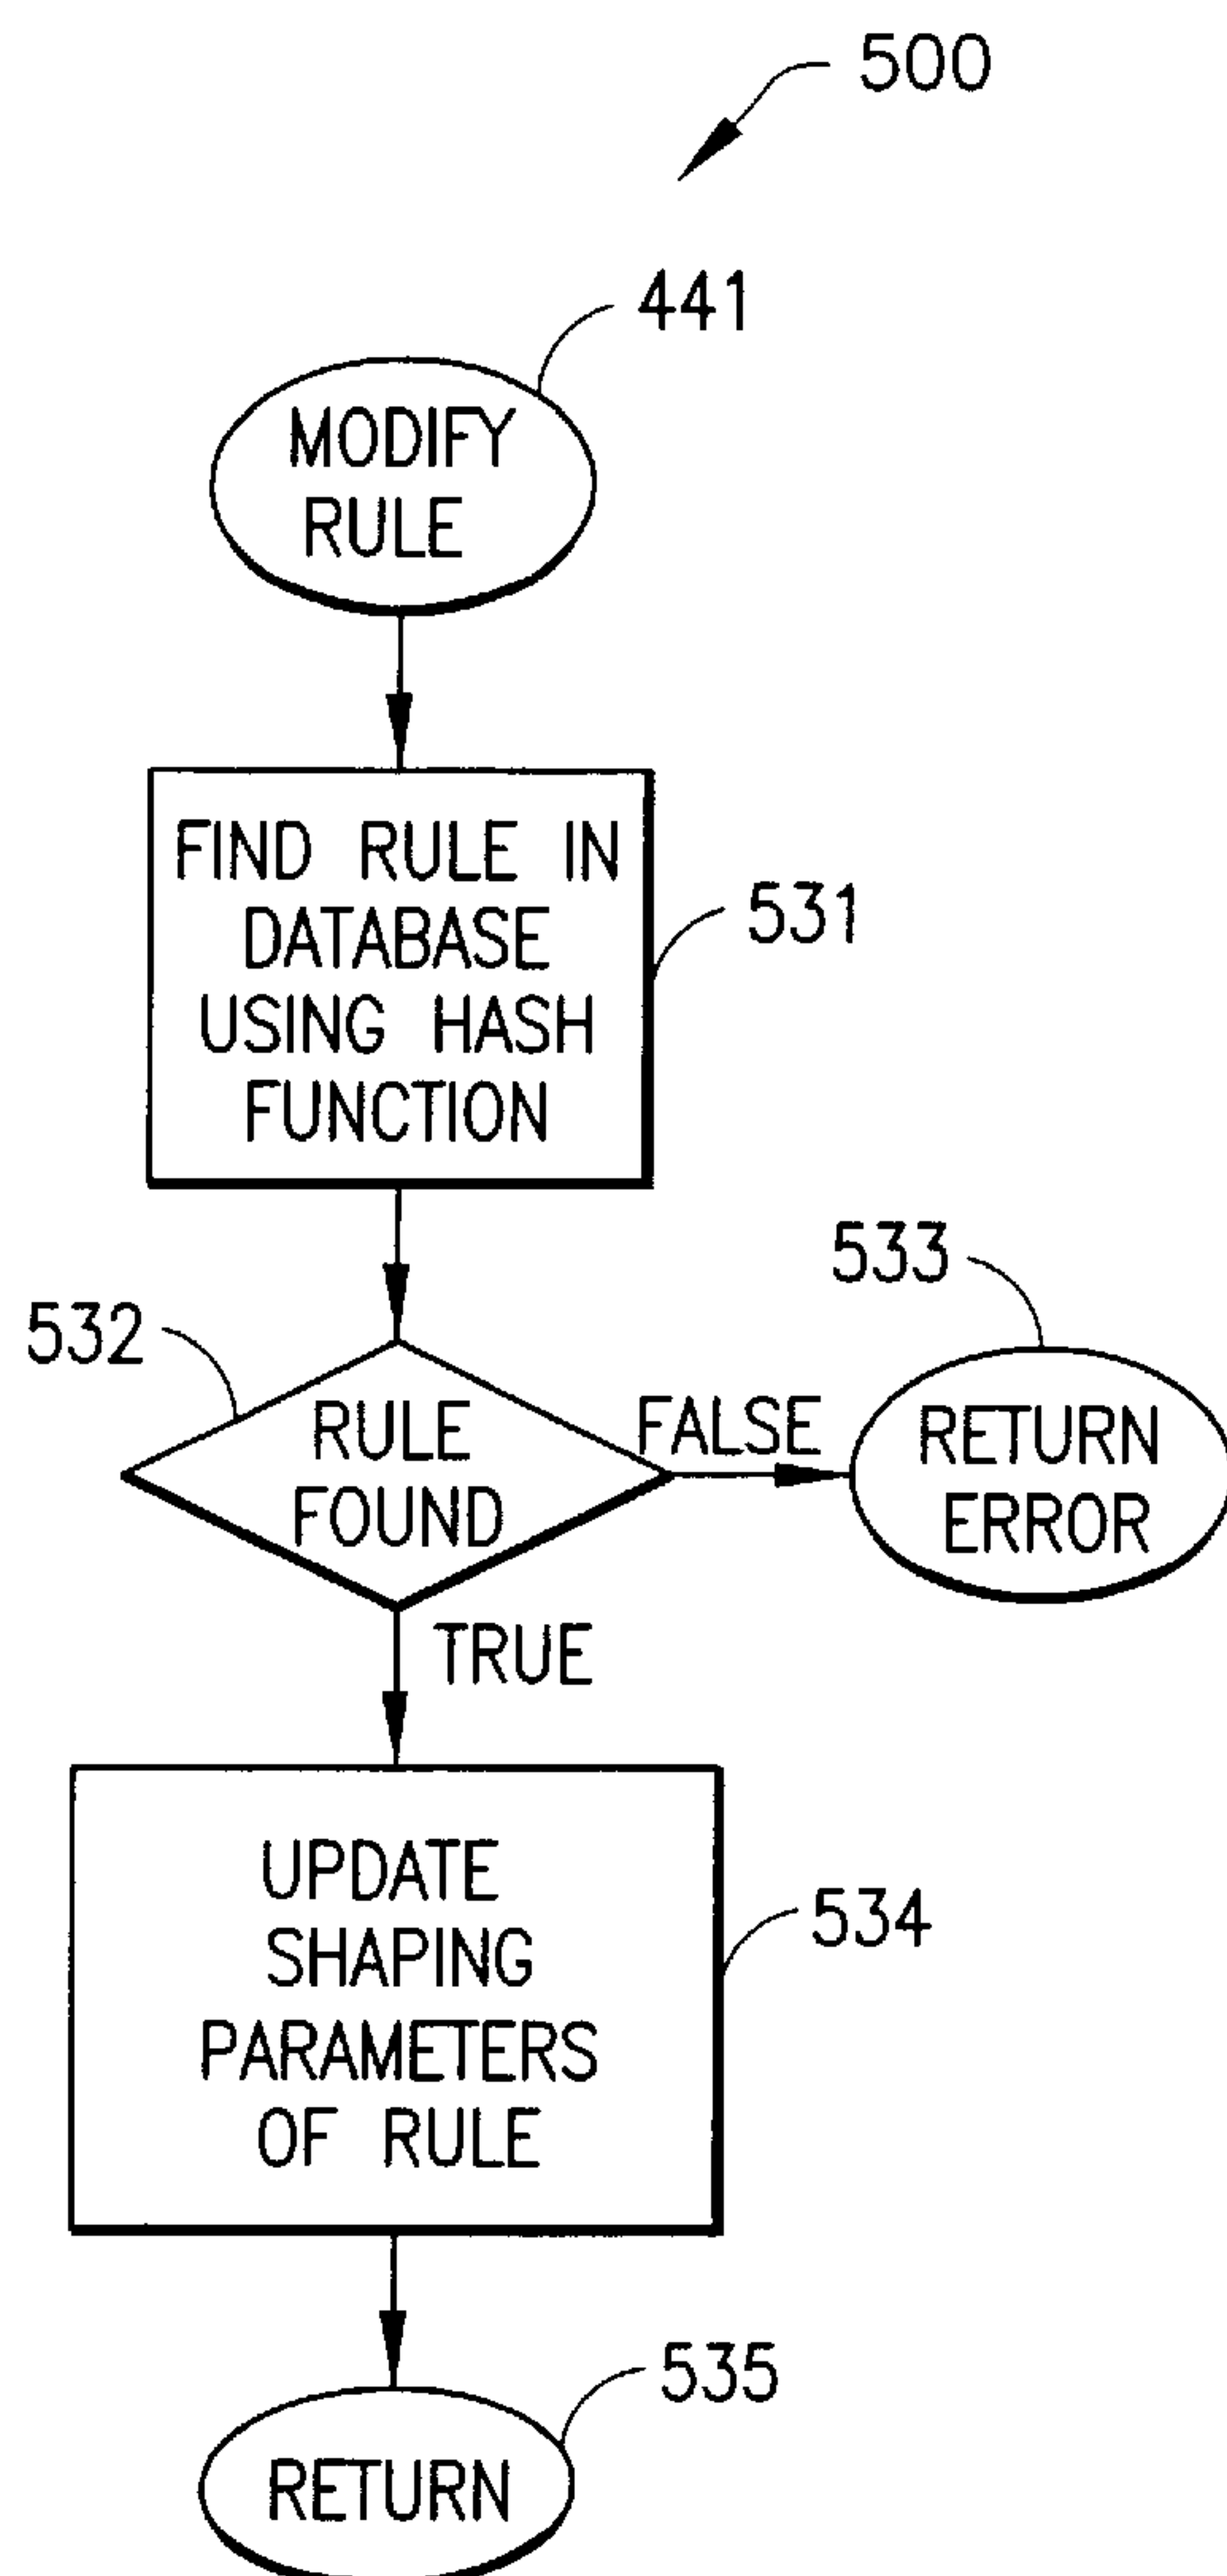 500
441
MODIFY
RULE
FIND RULE IN
DATABASE
USING HASH
FUNCTION
531
532
RULE
FOUND
FALSE
533
RETURN
ERROR
TRUE
UPDATE
SHAPING
PARAMETERS
OF RULE
534
535
RETURN